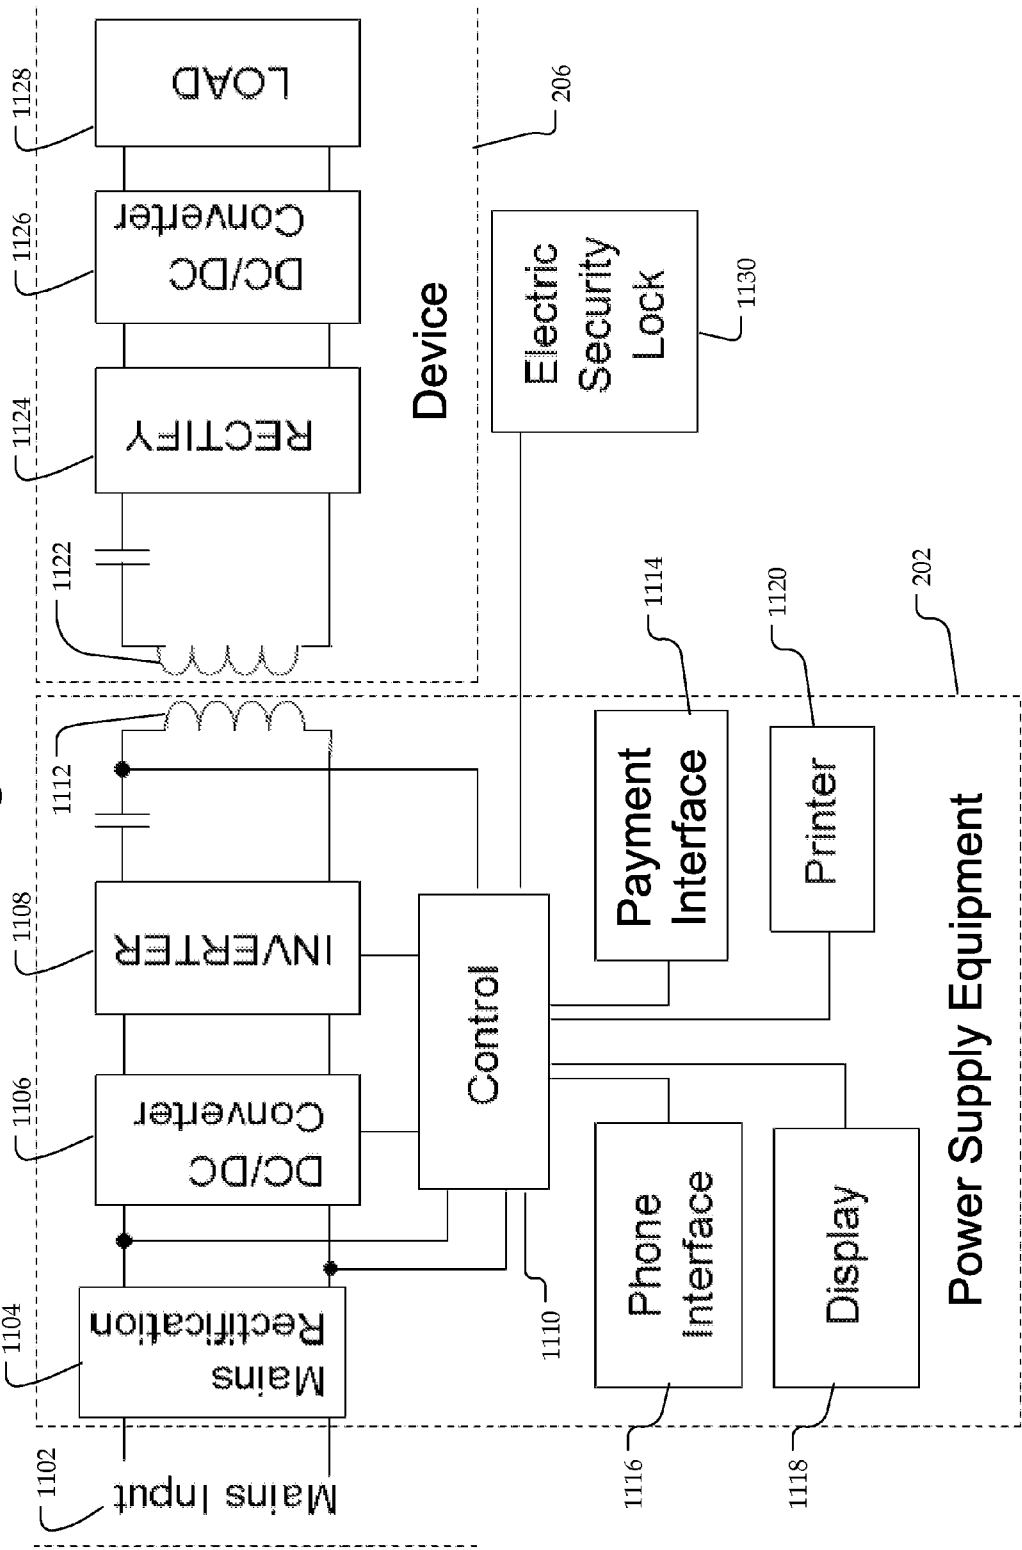 1102
Mains Input
1104
Mains
Rectification
1106
DC/DC
Converter
1108
INVERTER
1112
1122
1124
RECTIFY
1126
DC/DC
Converter
1128
LOAD
Device
206
Control
1110
Electric
Security
Lock
1130
Phone
Interface
1116
Payment
Interface
1114
Display
1118
Printer
1120
Power Supply Equipment
202